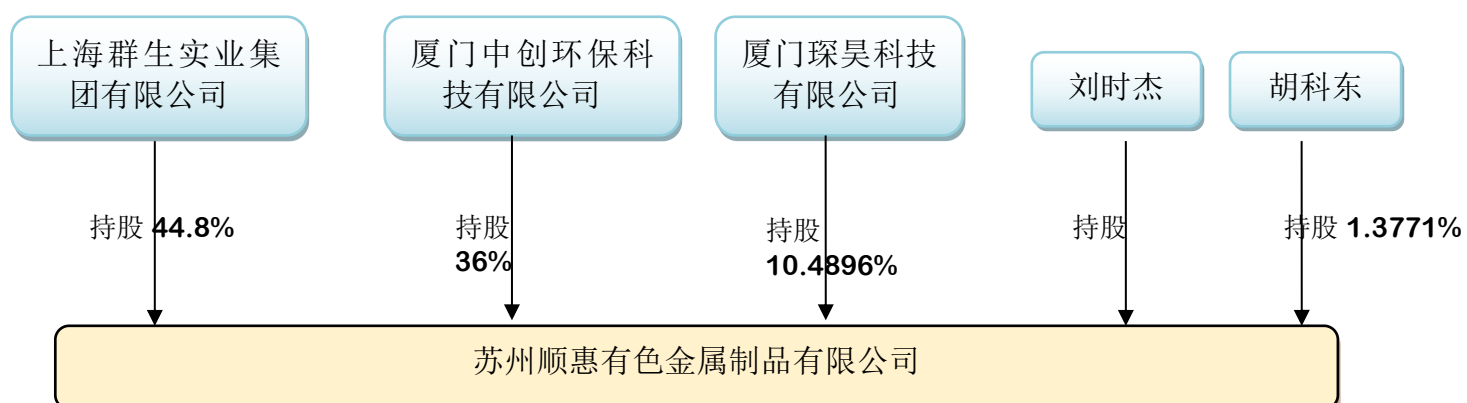 上海群生实业集
团有限公司
厦门中创环保科
技有限公司
厦门琛昊科技
有限公司
刘时杰
胡科东
持股 44.8%
持股
36%
持股
10.4896%
持股
持股 1.3771%
苏州顺惠有色金属制品有限公司